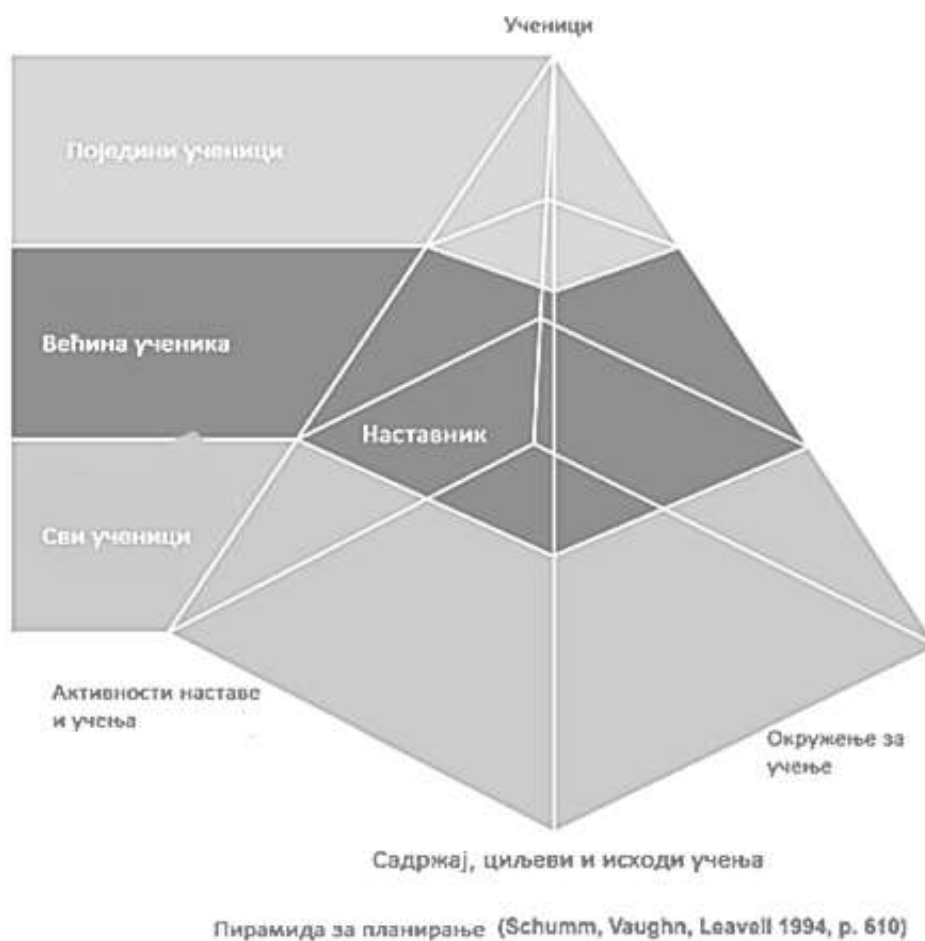 Ученици
Поједини ученици
Већина ученика
Наставник
Сви ученици
Активности наставе
и учења
Окружење за
учење
Садржај, циљеви и исходи учења
Пирамида за планирање (Schumm, Vaughn, Leavell 1994, p. 610)